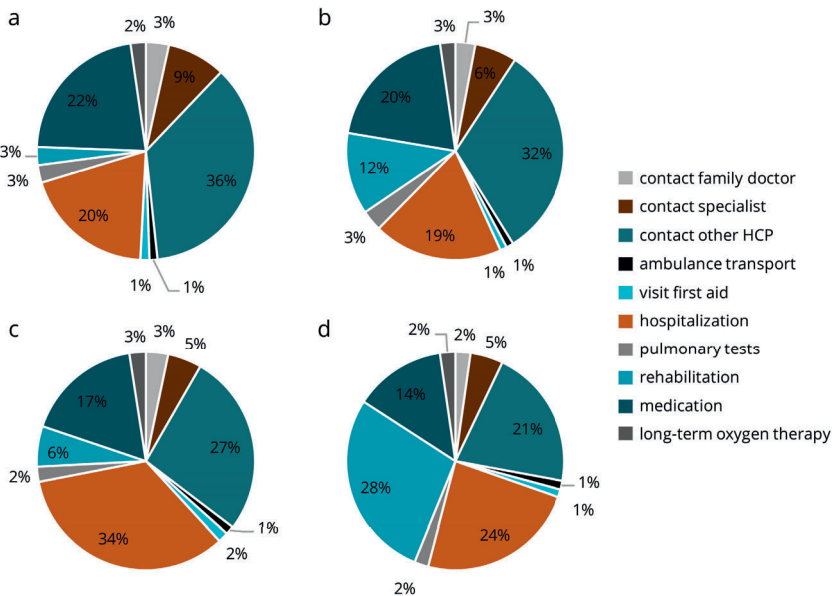 a
2%
3%
9%
36%
1%
1%
20%
3%
3%
22%
b
3%
3%
6%
32%
1%
1%
19%
3%
12%
20%
contact family doctor
contact specialist
contact other HCP
ambulance transport
visit first aid
hospitalization
pulmonary tests
rehabilitation
medication
long-term oxygen therapy
c
3%
3%
5%
27%
1%
2%
34%
2%
6%
17%
d
2%
2%
5%
21%
1%
1%
24%
2%
28%
14%